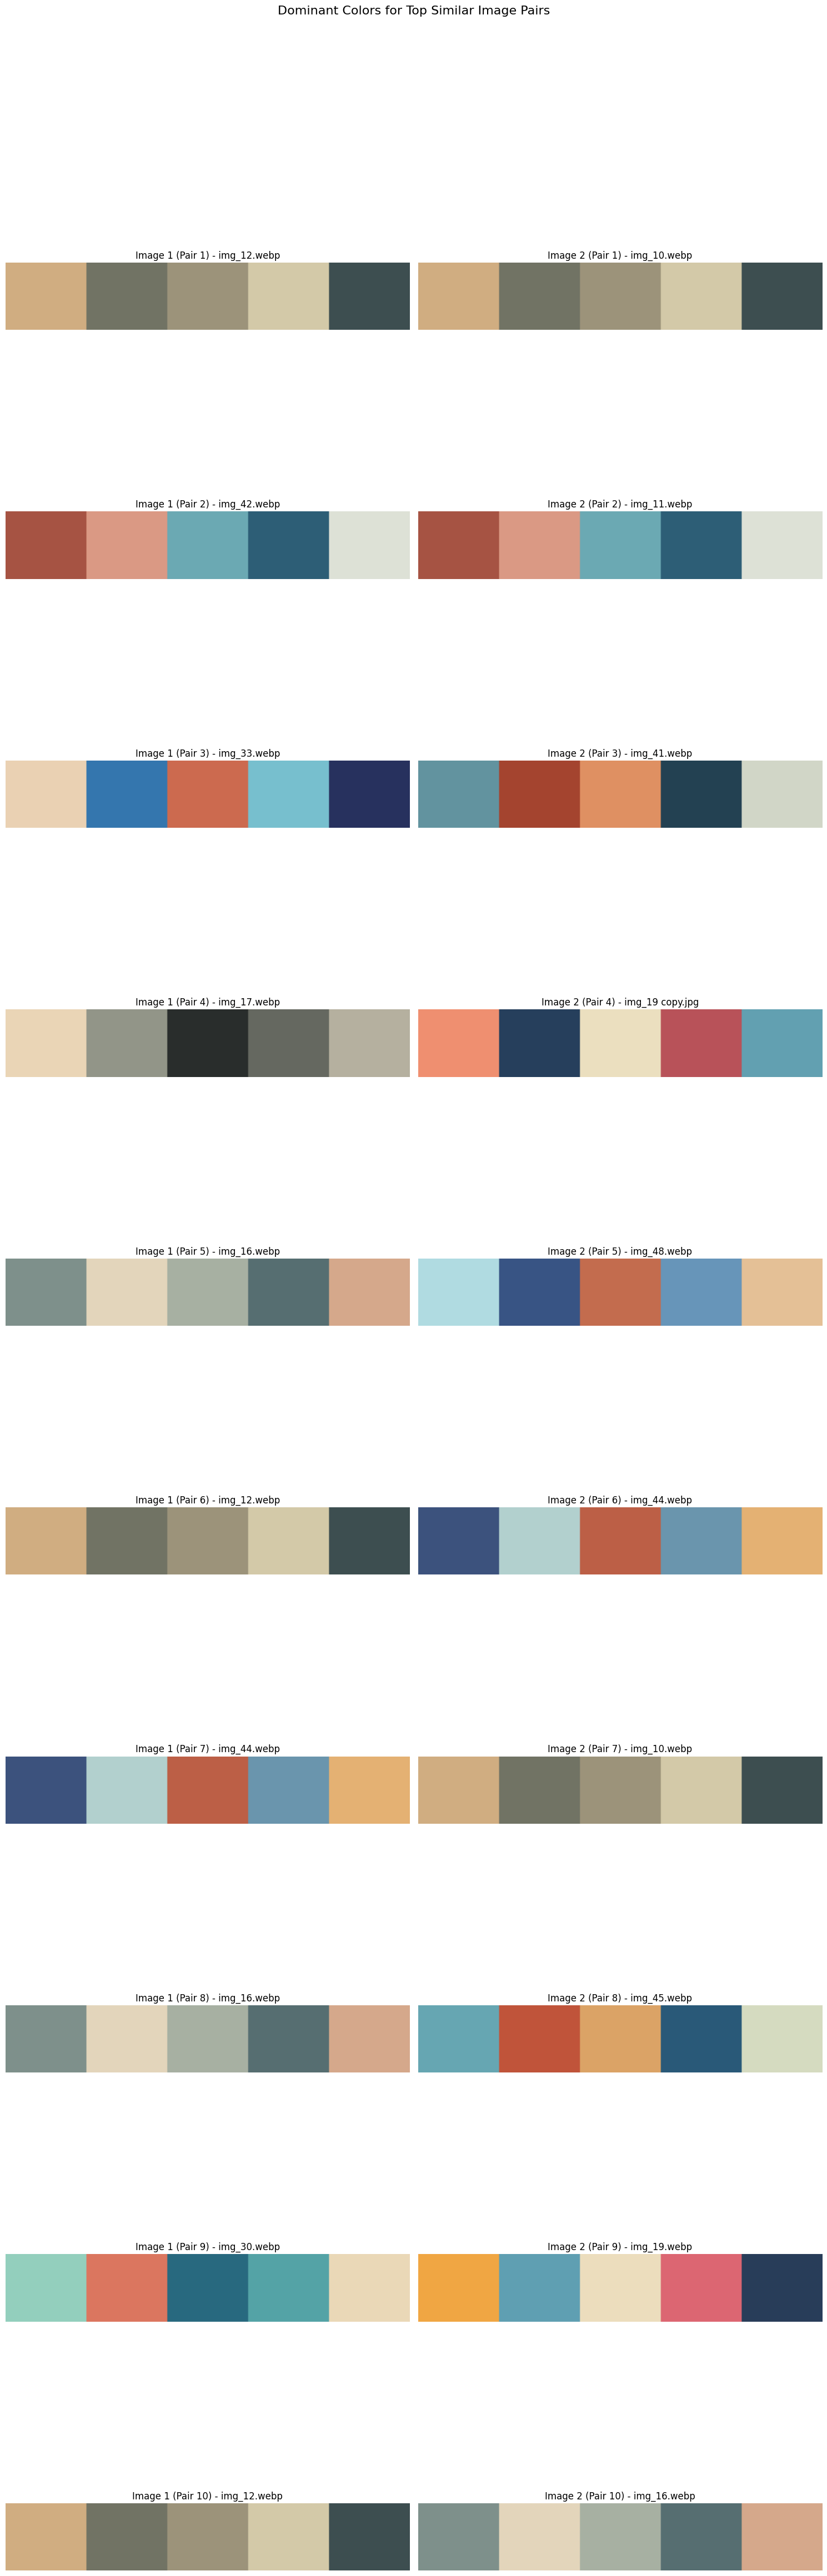 Dominant Colors for Top Similar Image Pairs
Image 1 (Pair 1) - img_12.webp
Image 2 (Pair 1) - img_10.webp
Image 1 (Pair 2) - img_42.webp
Image 2 (Pair 2) - img_11.webp
Image 1 (Pair 3) - img_33.webp
Image 2 (Pair 3) - img_41.webp
Image 1 (Pair 4) - img_17.webp
Image 2 (Pair 4) - img_19 copy.jpg
Image 1 (Pair 5) - img_16.webp
Image 2 (Pair 5) - img_48.webp
Image 1 (Pair 6) - img_12.webp
Image 2 (Pair 6) - img_44.webp
Image 1 (Pair 7) - img_44.webp
Image 2 (Pair 7) - img_10.webp
Image 1 (Pair 8) - img_16.webp
Image 2 (Pair 8) - img_45.webp
Image 1 (Pair 9) - img_30.webp
Image 2 (Pair 9) - img_19.webp
Image 1 (Pair 10) - img_12.webp
Image 2 (Pair 10) - img_16.webp